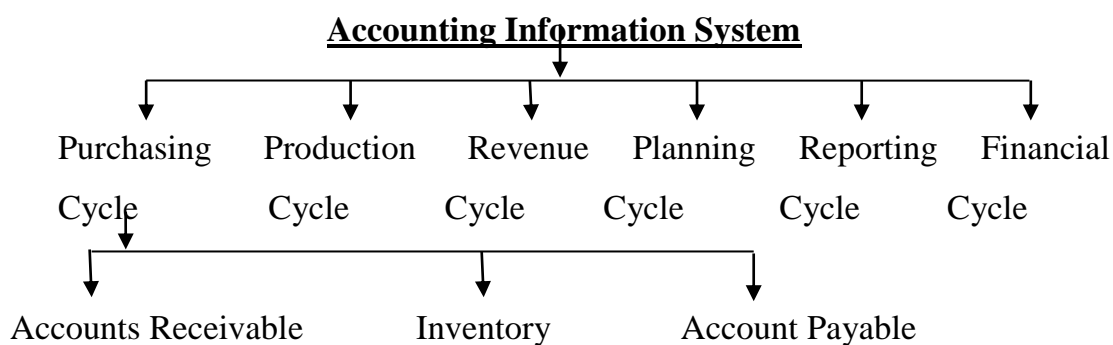 Accounting Information System
Purchasing Production Revenue Planning Reporting Financial
Cycle Cycle Cycle Cycle Cycle Cycle
Accounts Receivable Inventory Account Payable